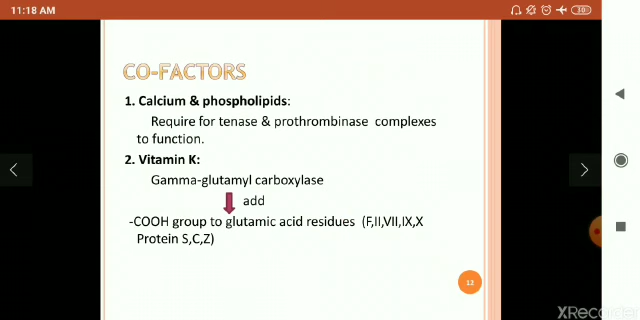 11:18 AM
30
CO-FACTORS
1. Calcium & phospholipids:
Require for tenase & prothrombinase complexes
to function.
2. Vitamin K:
Gamma-glutamyl carboxylase
add
-COOH group to glutamic acid residues (F,II,VII,IX,X
Protein S,C,Z)
12
XRecorder